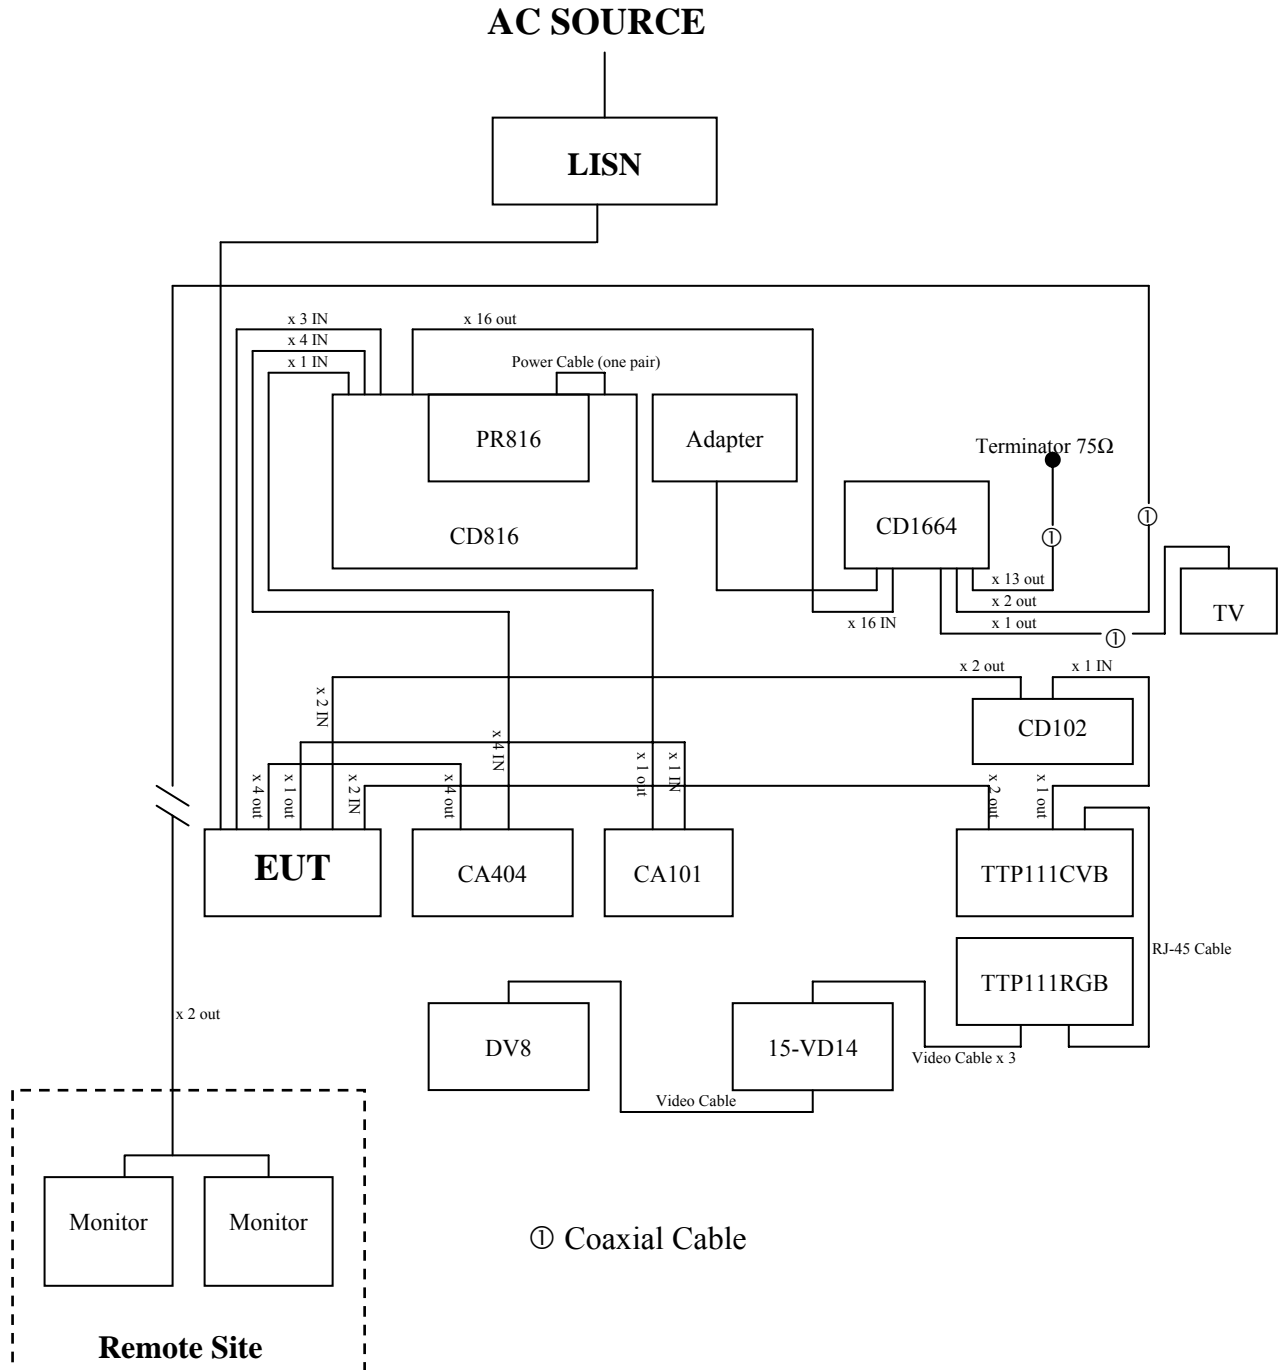 AC SOURCE
LISN
x 3 IN
x 16 out
x 4 IN
x 1 IN
Power Cable (one pair)
PR816
Adapter
Terminator 75Ω
CD816
CD1664
①
①
x 13 out
x 2 out
x 1 out
x 16 IN
①
TV
x 2 out
x 1 IN
x 2 IN
CD102
x 4 IN
x 4 out
x 1 out
x 2 IN
x 4 out
x 1 out
x 1 IN
x 2 out
x 1 out
EUT
CA404
CA101
TTP111CVB
RJ-45 Cable
TTP111RGB
x 2 out
DV8
15-VD14
Video Cable x 3
Video Cable
Monitor
Monitor
① Coaxial Cable
Remote Site